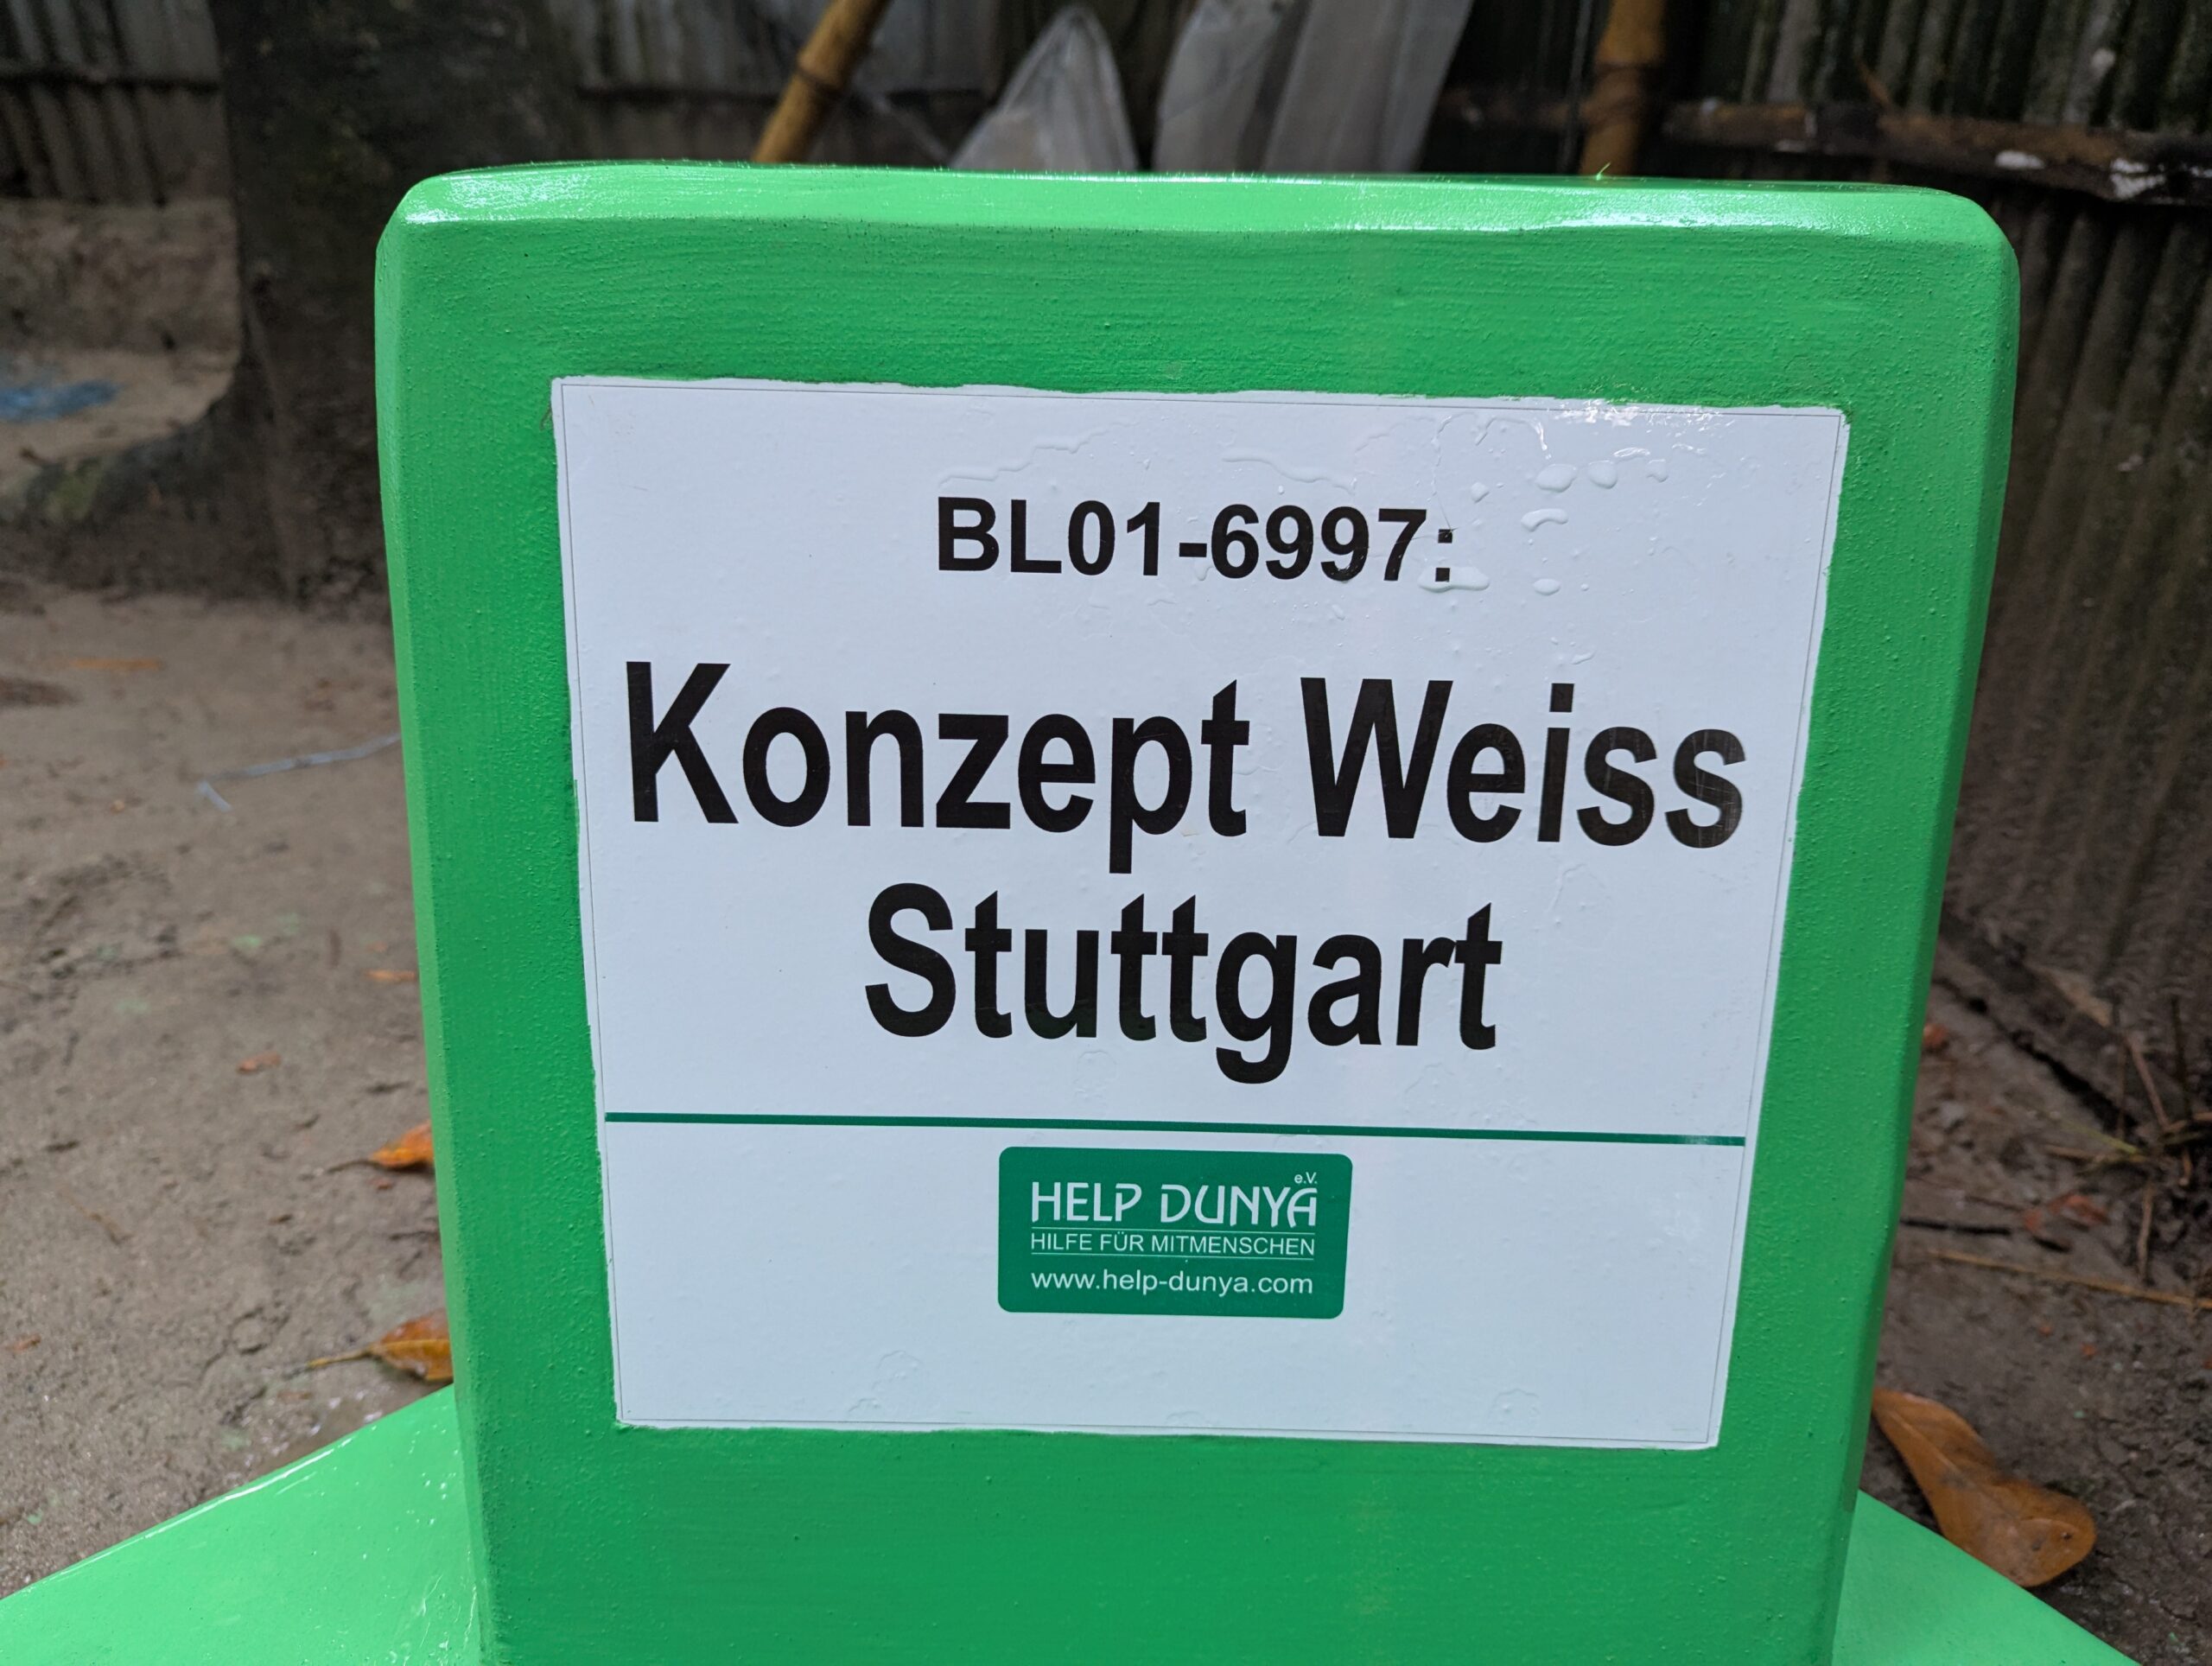 BL01-6997:
Konzept Weiss
Stuttgart
e.V.
HELP DUNYA
HILFE FÜR MITMENSCHEN
www.help-dunya.com